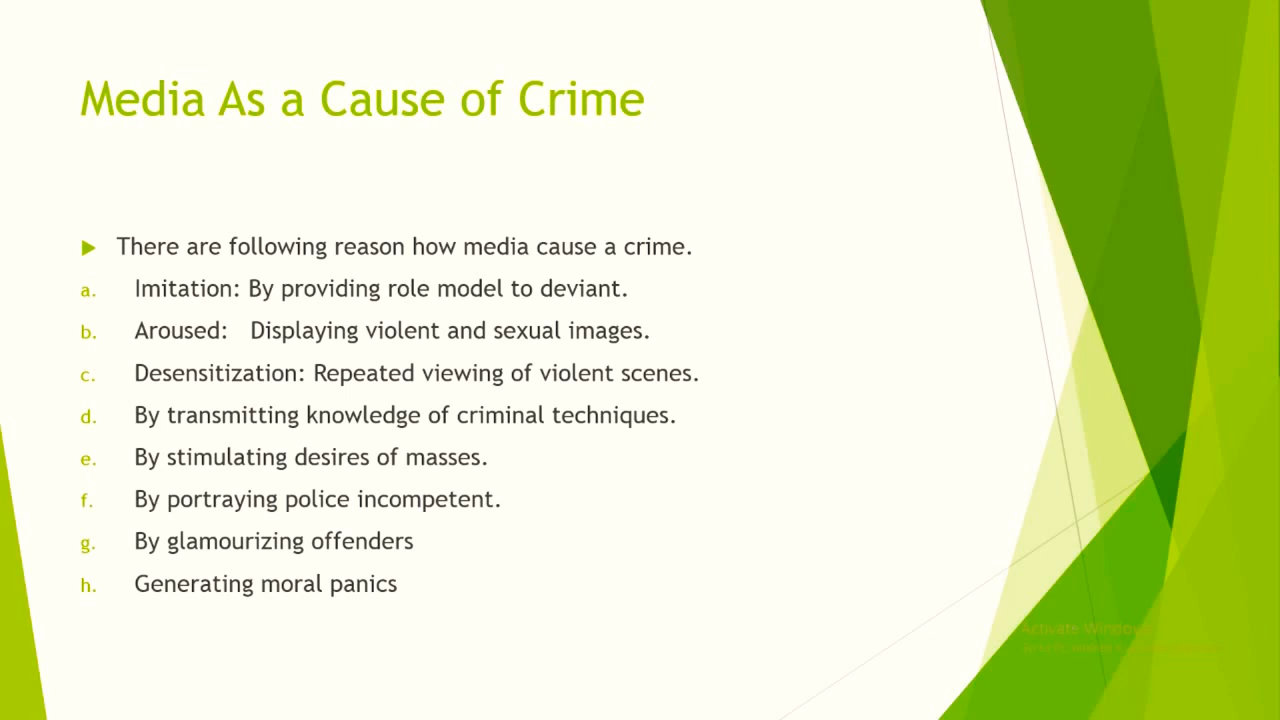 Media As a Cause of Crime
There are following reason how media cause a crime.
a. Imitation: By providing role model to deviant.
b. Aroused: Displaying violent and sexual images.
c. Desensitization: Repeated viewing of violent scenes.
d. By transmitting knowledge of criminal techniques.
e. By stimulating desires of masses.
f. By portraying police incompetent.
g. By glamourizing offenders
h. Generating moral panics
Activate Windows